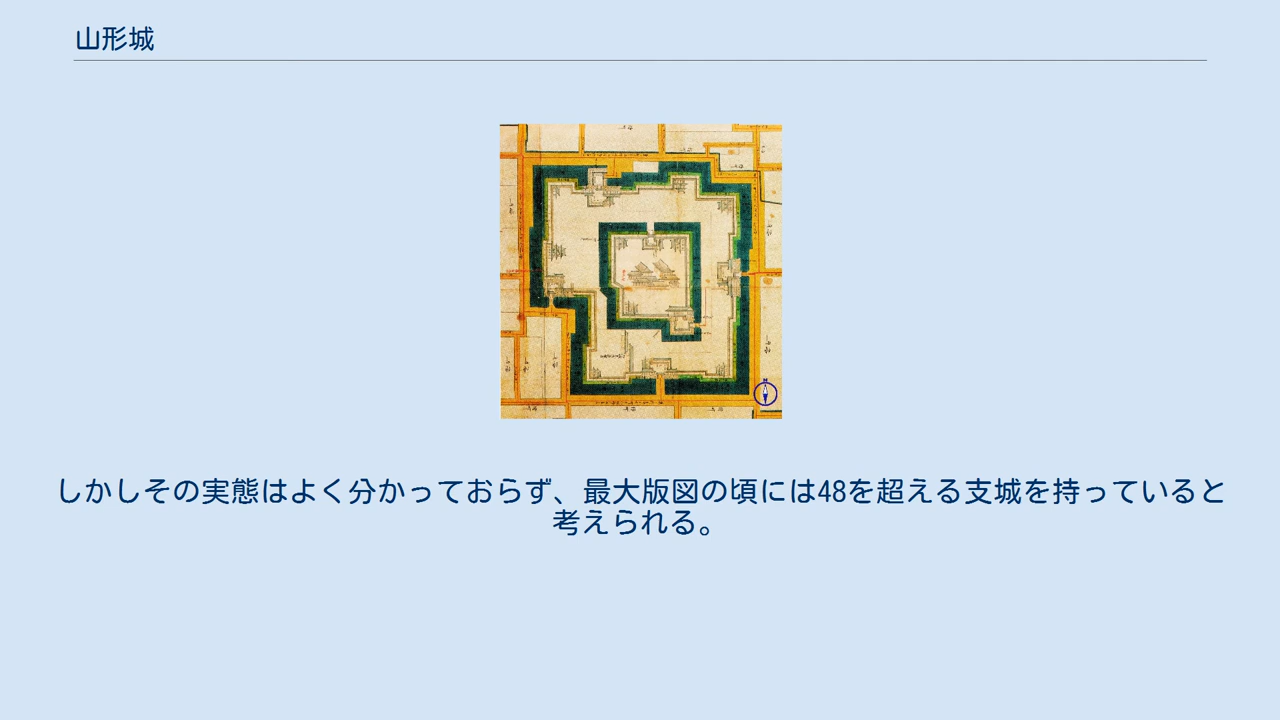 山形城
しかしその実態はよく分かっておらず、最大版図の頃には48を超える支城を持っていると
考えられる。